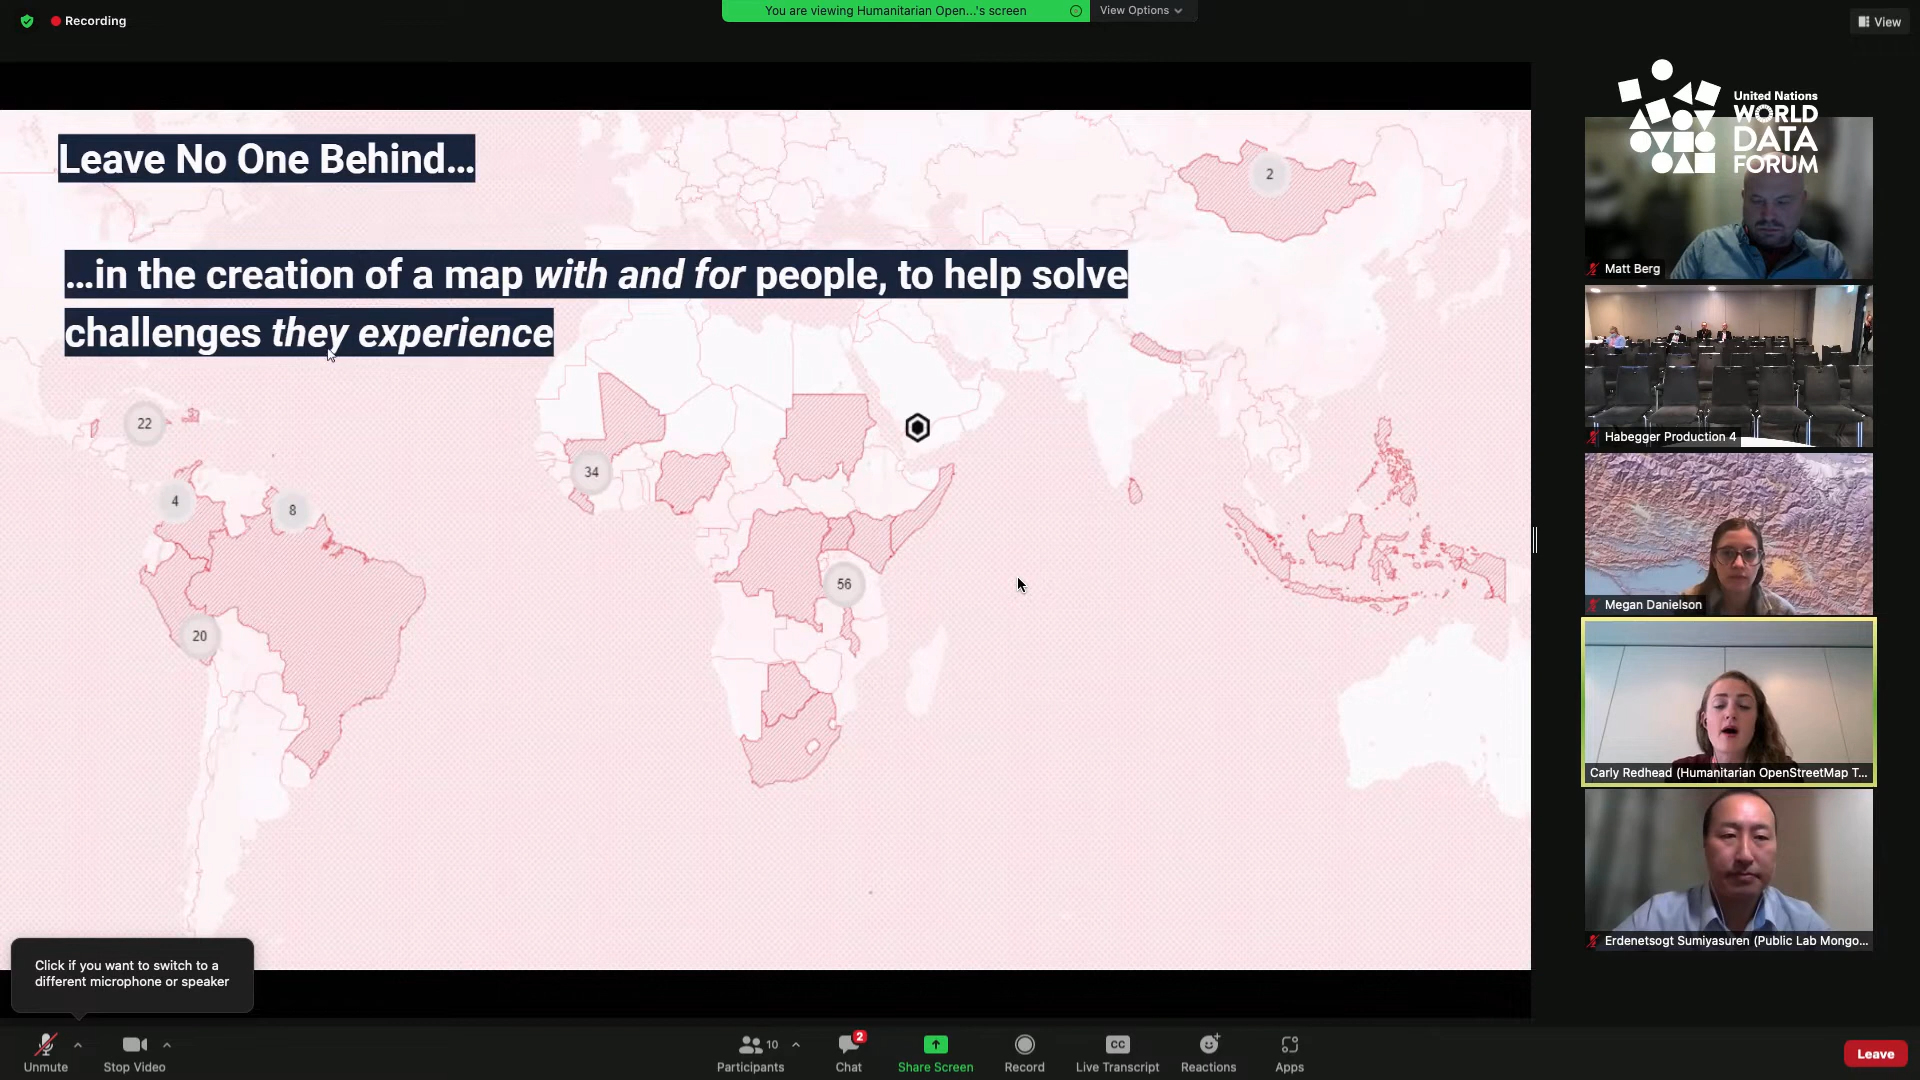 Recording
You are viewing Humanitarian Open...'s screen
View Options
View
Leave No One Behind...
...in the creation of a map with and for people, to help solve
challenges they experience
2
22
34
4
8
56
20
United Nations
WORLD
DATA
FORUM
Matt Berg
Habegger Production 4
Megan Danielson
Carly Redhead (Humanitarian OpenStreetMap T...
Erdenetsogt Sumiyasuren (Public Lab Mongo...
Click if you want to switch to a
different microphone or speaker
Unmute
Stop Video
10
Participants
2
Chat
Share Screen
Record
CC
Live Transcript
Reactions
Apps
Leave